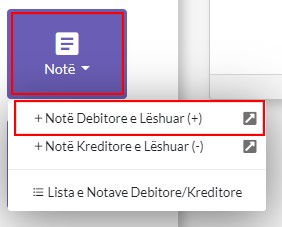 Notë
+ Notë Debitore e Lëshuar (+)
+ Notë Kreditore e Lëshuar (-)
Lista e Notave Debitore/Kreditore